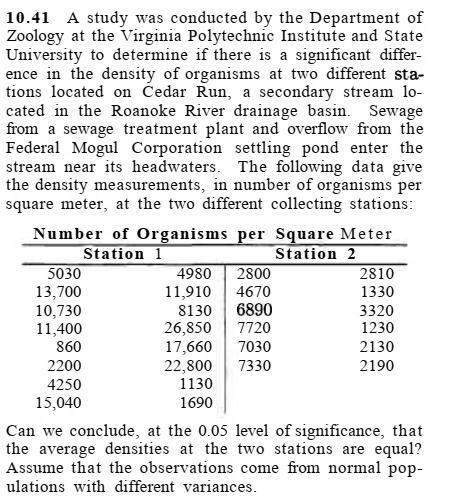 10.41 A study was conducted by the Department of
Zoology at the Virginia Polytechnic Institute and State
University to determine if there is a significant differ-
ence in the density of organisms at two different sta-
tions located on Cedar Run, a secondary stream lo-
cated in the Roanoke River drainage basin. Sewage
from a sewage treatment plant and overflow from the
Federal Mogul Corporation settling pond enter the
stream near its headwaters. The following data give
the density measurements, in number of organisms per
square meter, at the two different collecting stations:
Number of Organisms per Square Meter
Station 1 Station 2
5030 4980 2800 2810
13,700 11,910 4670 1330
10,730 8130 6890 3320
11,400 26,850 7720 1230
860 17,660 7030 2130
2200 22,800 7330 2190
4250 1130
15,040 1690
Can we conclude, at the 0.05 level of significance, that
the average densities at the two stations are equal?
Assume that the observations come from normal pop-
ulations with different variances.